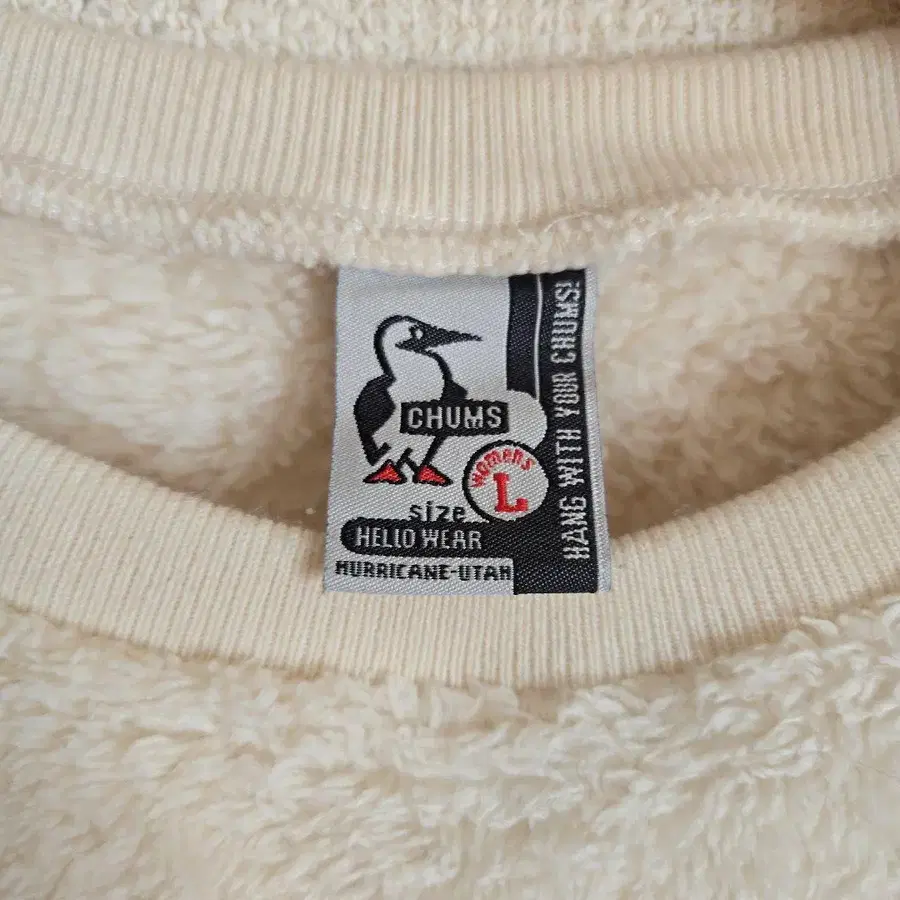 CHUMS
womens
L
size
HELLO WEAR
HURRICANE-UTAH
HANG WITH YOUR CHUMS!